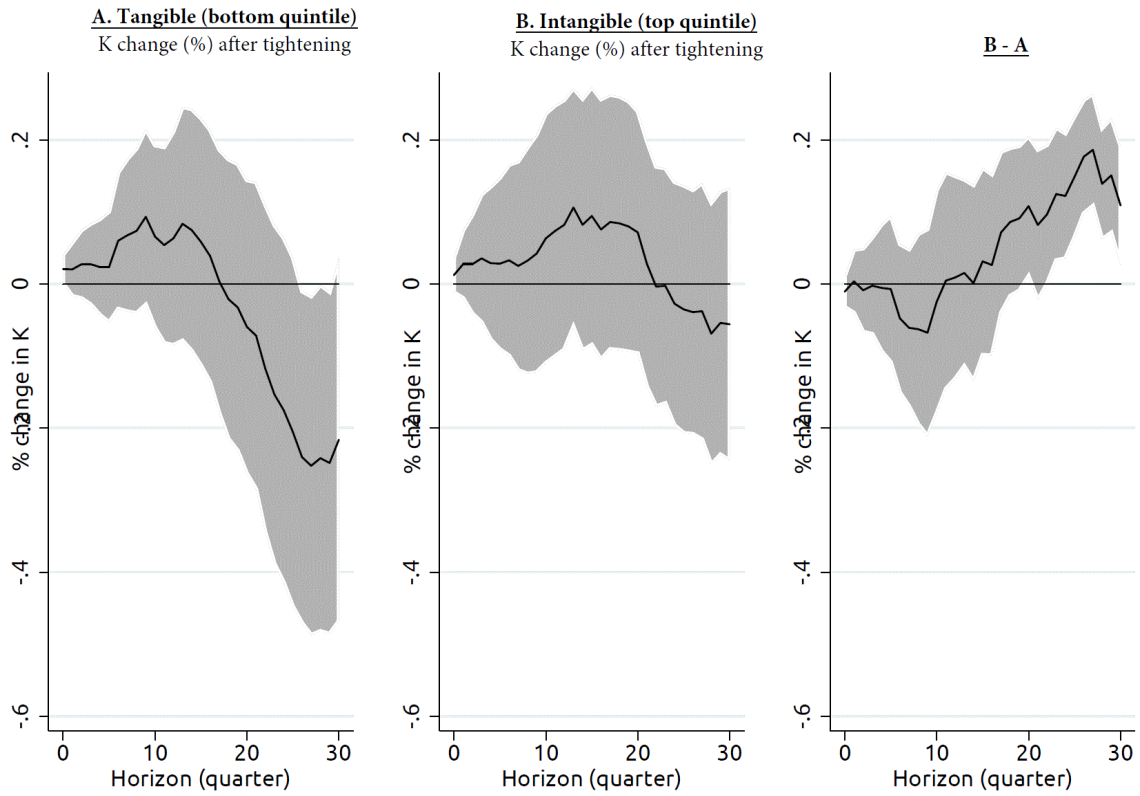 A. Tangible (bottom quintile)
K change (%) after tightening
% change in K
.2
0
-.2
-.4
-.6
0 10 20 30
Horizon (quarter)
B. Intangible (top quintile)
K change (%) after tightening
% change in K
.2
0
-.2
-.4
-.6
0 10 20 30
Horizon (quarter)
B - A
% change in K
.2
0
-.2
-.4
-.6
0 10 20 30
Horizon (quarter)